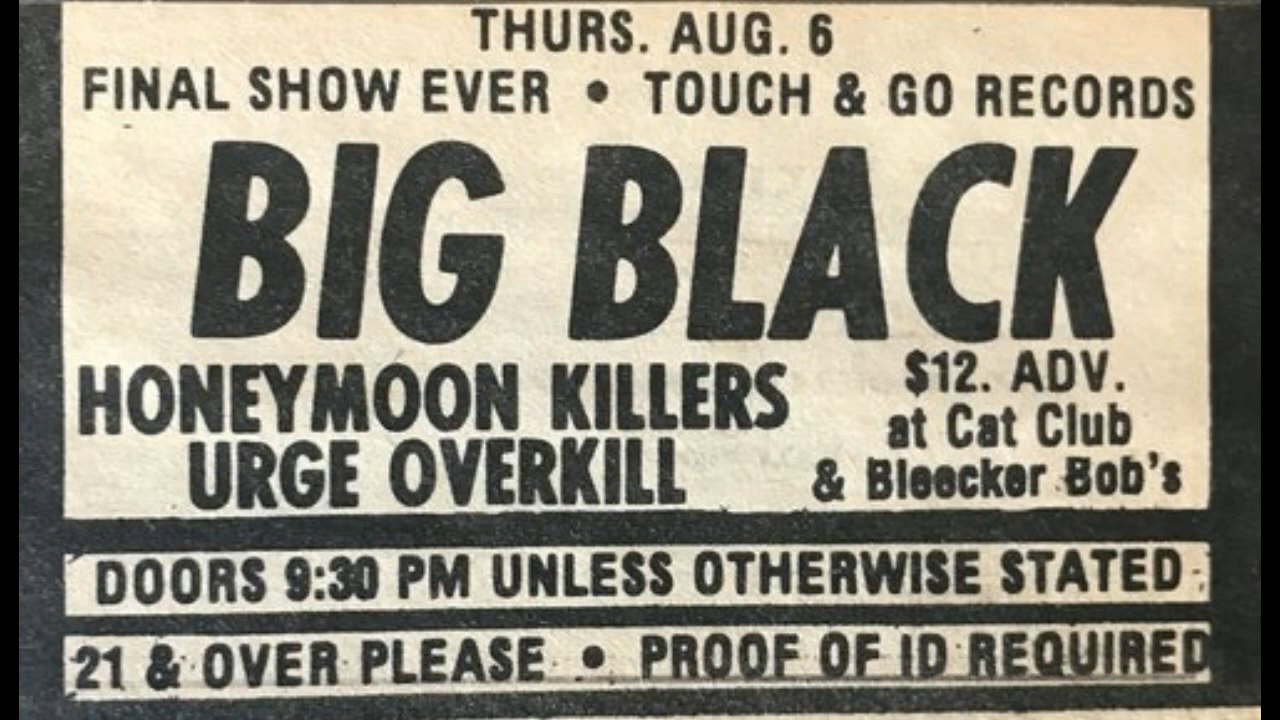 THURS. AUG. 6
FINAL SHOW EVER • TOUCH & GO RECORDS
BIG BLACK
HONEYMOON KILLERS
URGE OVERKILL
$12. ADV.
at Cat Club
& Bleecker Bob's
DOORS 9:30 PM UNLESS OTHERWISE STATED
21 & OVER PLEASE • PROOF OF ID REQUIRED